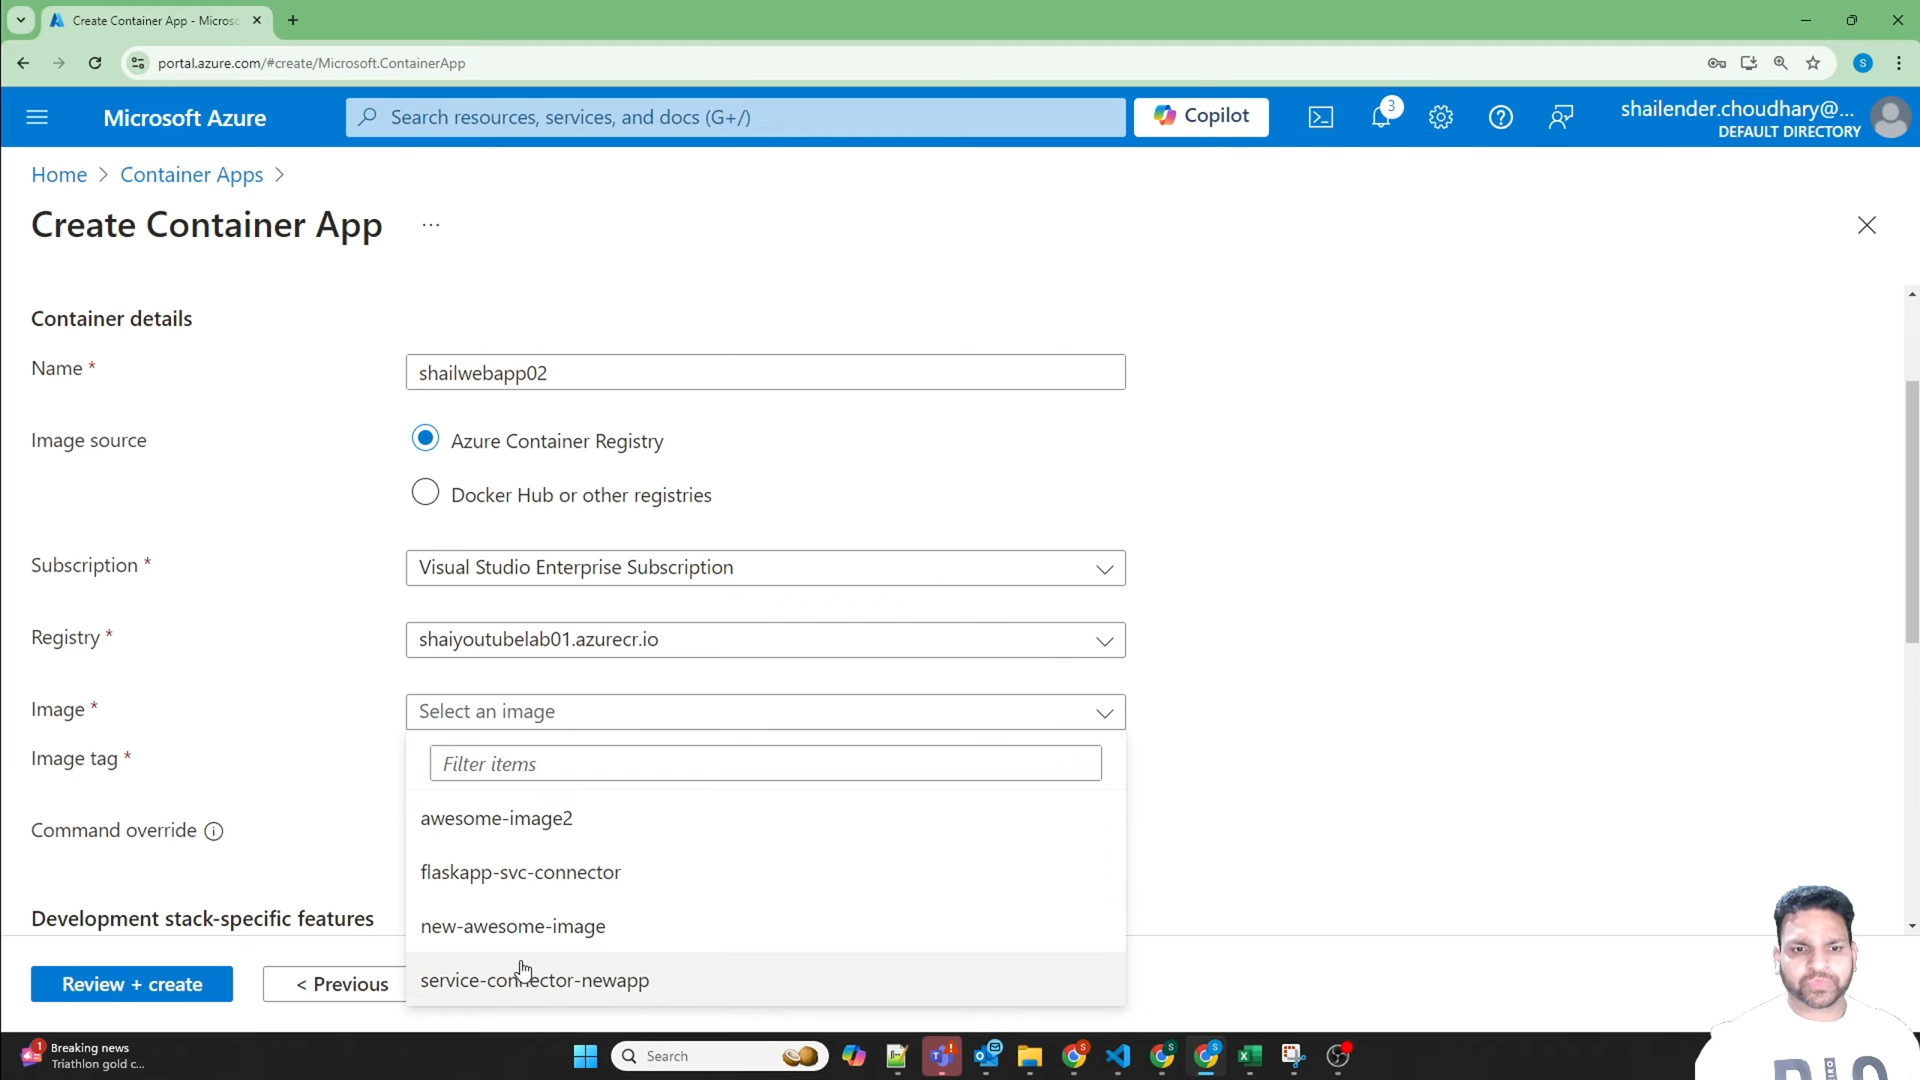 Create Container App - Micros
portal.azure.com/#create/Microsoft.ContainerApp
S
Microsoft Azure
Search resources, services, and docs (G+/)
Copilot
3
shailender.choudhary@...
DEFAULT DIRECTORY
Home > Container Apps >
Create Container App ...
Container details
Name *
shailwebapp02
Image source
Azure Container Registry
Docker Hub or other registries
Subscription *
Visual Studio Enterprise Subscription
Registry *
shaiyoutubelab01.azurecr.io
Image *
Select an image
Image tag *
Filter items
awesome-image2
Command override
flaskapp-svc-connector
Development stack-specific features
new-awesome-image
service-connector-newapp
Review + create
< Previous
1
Breaking news
Triathlon gold c...
Search